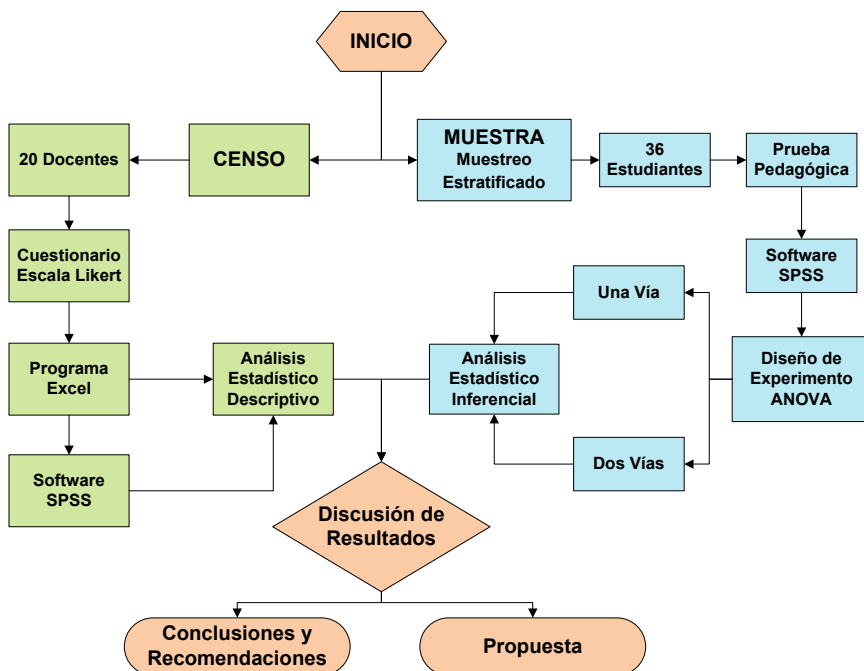 INICIO
20 Docentes
CENSO
MUESTRA
Muestreo
Estratificado
36
Estudiantes
Prueba
Pedagógica
Cuestionario
Escala Likert
Software
SPSS
Una Vía
Programa
Excel
Análisis
Estadístico
Descriptivo
Análisis
Estadístico
Inferencial
Diseño de
Experimento
ANOVA
Software
SPSS
Dos Vías
Discusión de
Resultados
Conclusiones y
Recomendaciones
Propuesta